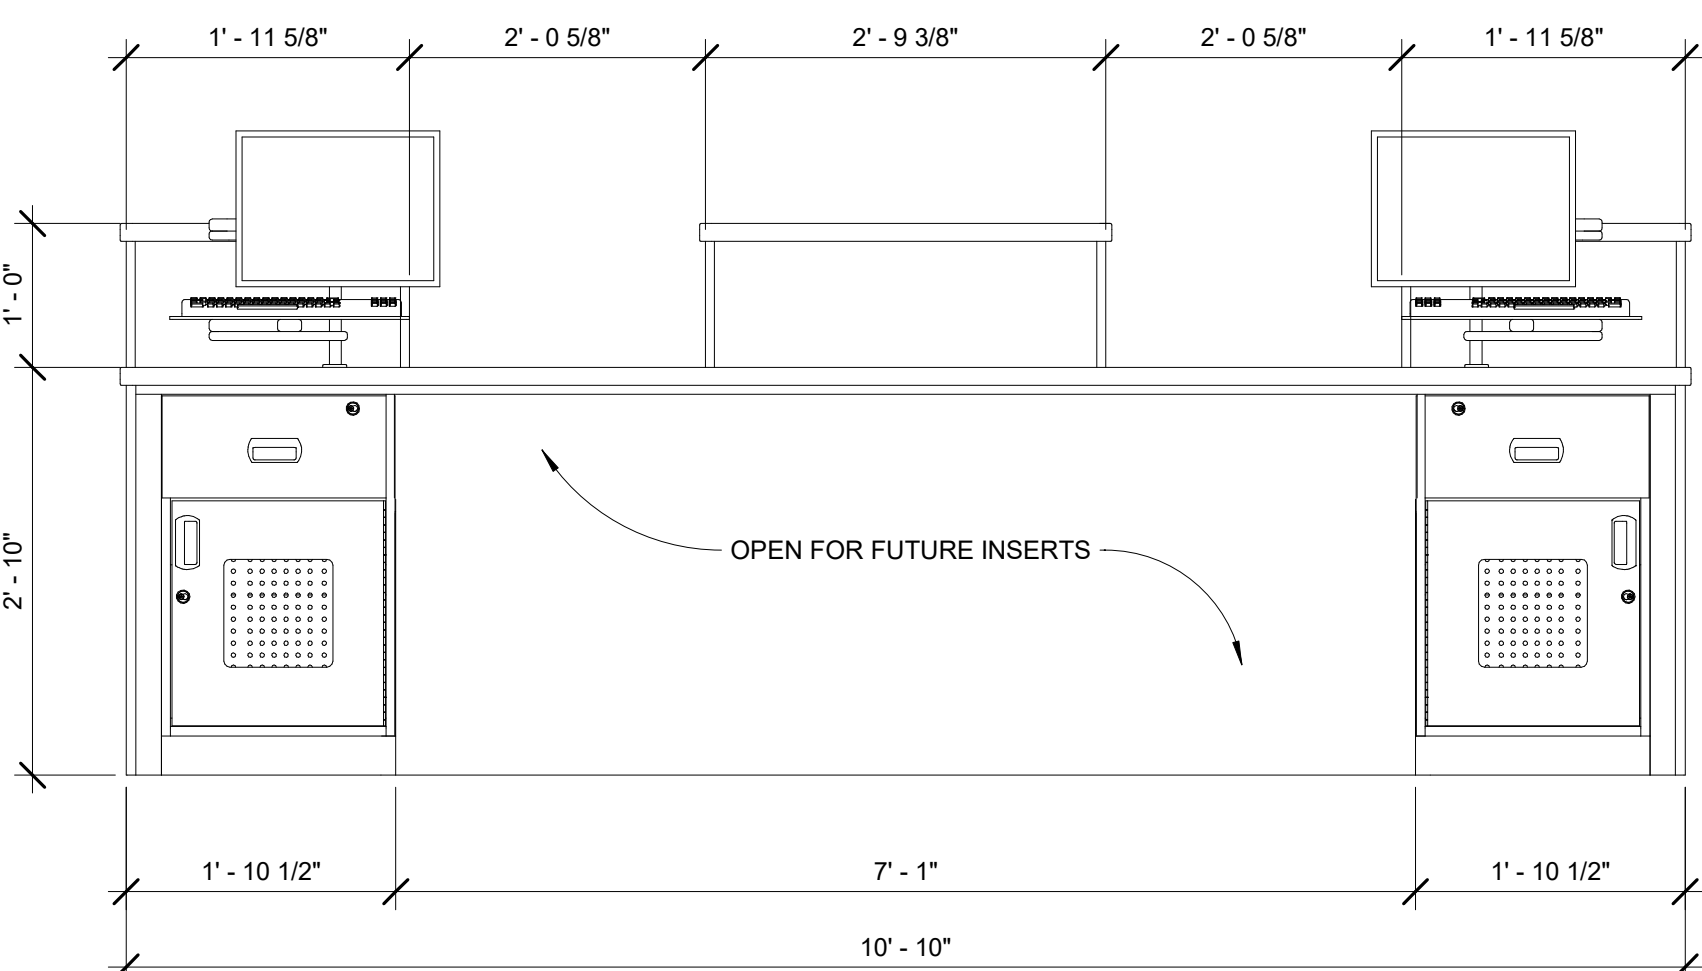 1' - 11 5/8"
2' - 0 5/8"
2' - 9 3/8"
2' - 0 5/8"
1' - 11 5/8"
1' - 0"
2' - 10"
OPEN FOR FUTURE INSERTS
1' - 10 1/2"
7' - 1"
1' - 10 1/2"
10' - 10"